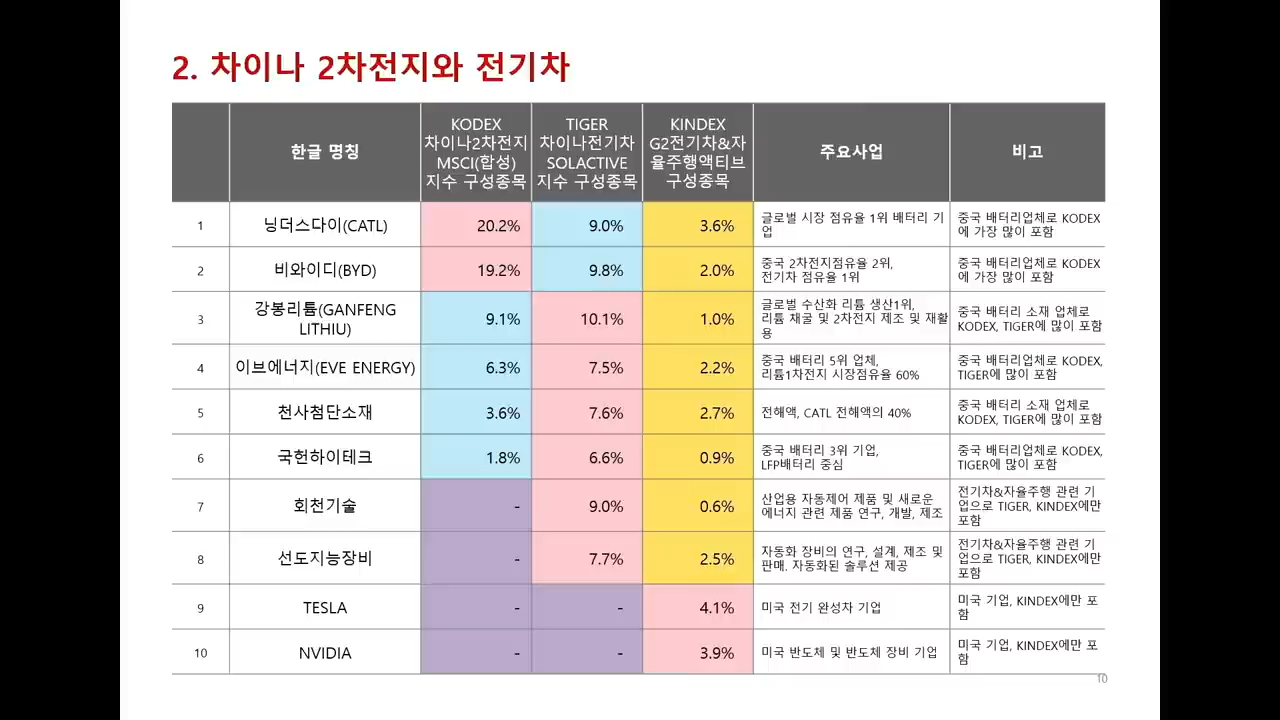 2. 차이나 2차전지와 전기차
한글 명칭
KODEX
차이나2차전지
MSCI(합성)
지수 구성종목
TIGER
차이나전기차
SOLACTIVE
지수 구성종목
KINDEX
G2전기차&자
율주행액티브
구성종목
주요사업
비고
1
닝더스다이(CATL)
20.2%
9.0%
3.6%
글로벌 시장 점유율 1위 배터리 기
업
중국 배터리업체로 KODEX
에 가장 많이 포함
2
비와이디(BYD)
19.2%
9.8%
2.0%
중국 2차전지점유율 2위,
전기차 점유율 1위
중국 배터리업체로 KODEX
에 가장 많이 포함
3
강봉리튬(GANFENG
LITHIU)
9.1%
10.1%
1.0%
글로벌 수산화 리튬 생산1위,
리튬 채굴 및 2차전지 제조 및 재활
용
중국 배터리 소재 업체로
KODEX, TIGER에 많이 포함
4
이브에너지(EVE ENERGY)
6.3%
7.5%
2.2%
중국 배터리 5위 업체,
리튬1차전지 시장점유율 60%
중국 배터리업체로 KODEX,
TIGER에 많이 포함
5
천사첨단소재
3.6%
7.6%
2.7%
전해액, CATL 전해액의 40%
중국 배터리 소재 업체로
KODEX, TIGER에 많이 포함
6
국헌하이테크
1.8%
6.6%
0.9%
중국 배터리 3위 기업,
LFP배터리 중심
중국 배터리업체로 KODEX,
TIGER에 많이 포함
7
회천기술
-
9.0%
0.6%
산업용 자동제어 제품 및 새로운
에너지 관련 제품 연구, 개발, 제조
전기차&자율주행 관련 기
업으로 TIGER, KINDEX에만
포함
8
선도지능장비
-
7.7%
2.5%
자동화 장비의 연구, 설계, 제조 및
판매. 자동화된 솔루션 제공
전기차&자율주행 관련 기
업으로 TIGER, KINDEX에만
포함
9
TESLA
-
-
4.1%
미국 전기 완성차 기업
미국 기업, KINDEX에만 포
함
10
NVIDIA
-
-
3.9%
미국 반도체 및 반도체 장비 기업
미국 기업, KINDEX에만 포
함
10